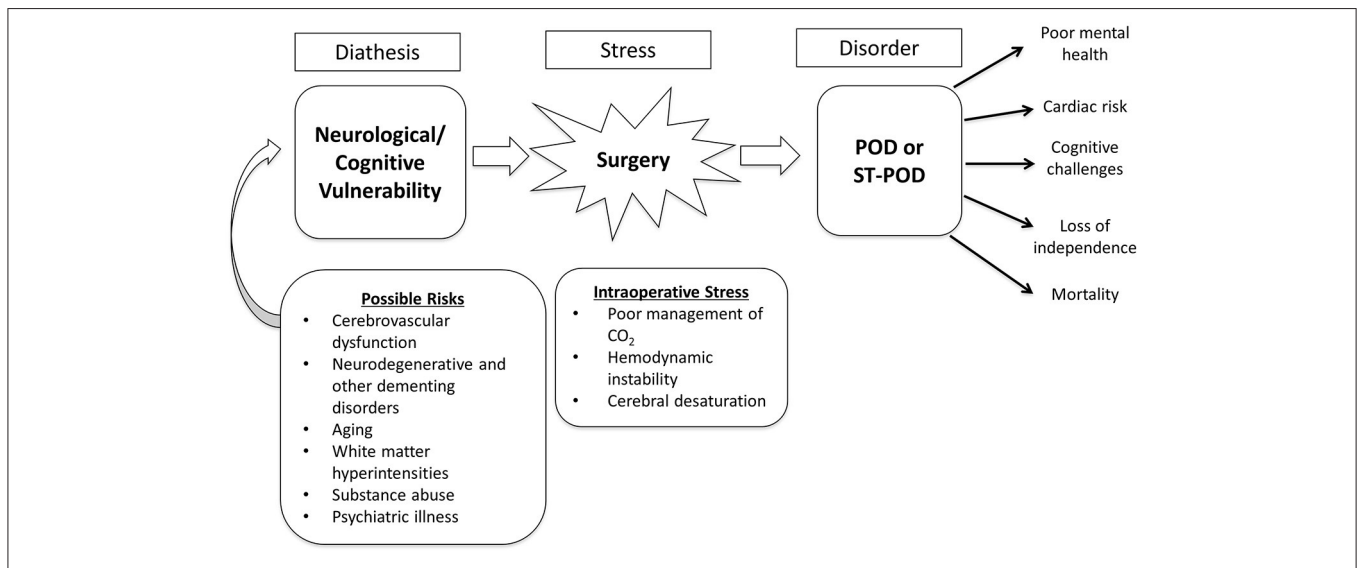 Diathesis
Stress
Disorder
Neurological/
Cognitive
Vulnerability
Surgery
POD or
ST-POD
Poor mental
health
Cardiac risk
Cognitive
challenges
Loss of
independence
Mortality
Possible Risks
• Cerebrovascular
dysfunction
• Neurodegenerative and
other dementing
disorders
• Aging
• White matter
hyperintensities
• Substance abuse
• Psychiatric illness
Intraoperative Stress
• Poor management of
CO₂
• Hemodynamic
instability
• Cerebral desaturation